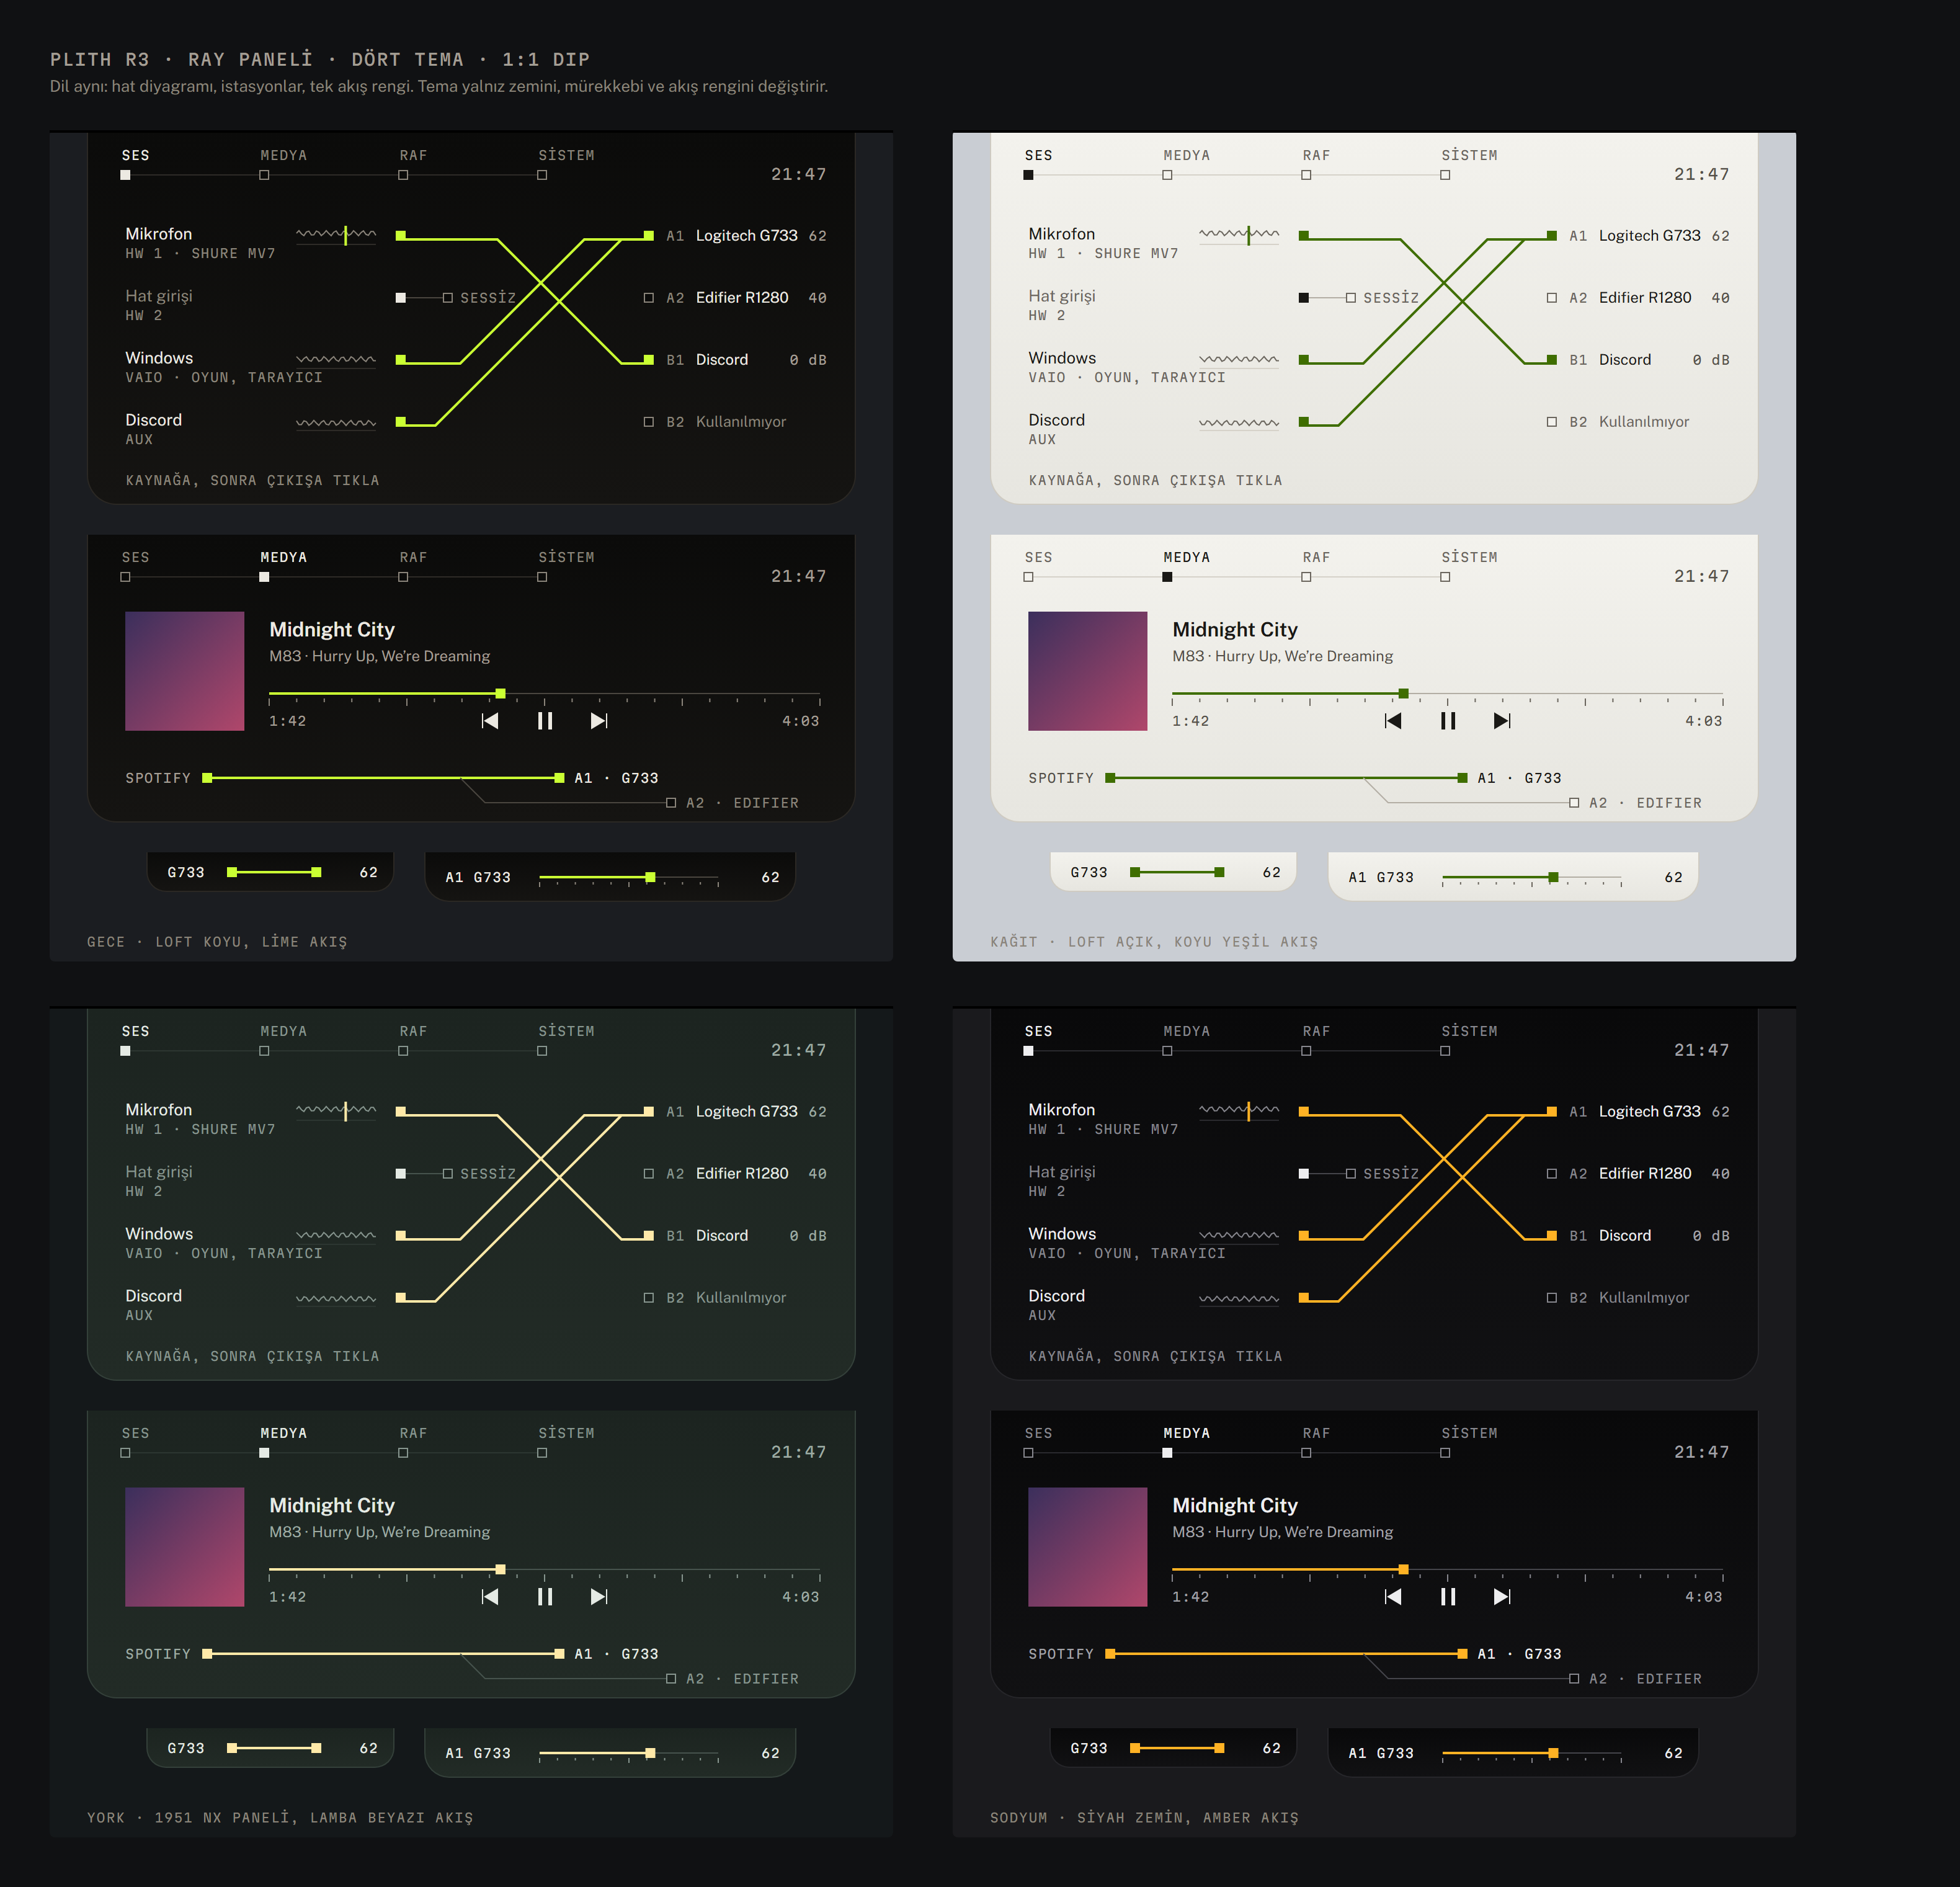 PLITH R3 · RAY PANELİ · DÖRT TEMA · 1:1 DIP
Dil aynı: hat diyagramı, istasyonlar, tek akış rengi. Tema yalnız zemini, mürekkebi ve akış rengini değiştirir.
SES MEDYA RAF SİSTEM
21:47
Mikrofon A1 Logitech G733 62
HW 1 · SHURE MV7
Hat girişi SESSİZ A2 Edifier R1280 40
HW 2
Windows B1 Discord 0 dB
VAIO · OYUN, TARAYICI
Discord B2 Kullanılmıyor
AUX
KAYNAĞA, SONRA ÇIKIŞA TIKLA
SES MEDYA RAF SİSTEM
21:47
Midnight City
M83 · Hurry Up, We’re Dreaming
1:42 4:03
SPOTIFY A1 · G733
A2 · EDIFIER
G733 62
A1 G733 62
GECE · LOFT KOYU, LİME AKIŞ
SES MEDYA RAF SİSTEM
21:47
Mikrofon A1 Logitech G733 62
HW 1 · SHURE MV7
Hat girişi SESSİZ A2 Edifier R1280 40
HW 2
Windows B1 Discord 0 dB
VAIO · OYUN, TARAYICI
Discord B2 Kullanılmıyor
AUX
KAYNAĞA, SONRA ÇIKIŞA TIKLA
SES MEDYA RAF SİSTEM
21:47
Midnight City
M83 · Hurry Up, We’re Dreaming
1:42 4:03
SPOTIFY A1 · G733
A2 · EDIFIER
G733 62
A1 G733 62
KAĞIT · LOFT AÇIK, KOYU YEŞİL AKIŞ
SES MEDYA RAF SİSTEM
21:47
Mikrofon A1 Logitech G733 62
HW 1 · SHURE MV7
Hat girişi SESSİZ A2 Edifier R1280 40
HW 2
Windows B1 Discord 0 dB
VAIO · OYUN, TARAYICI
Discord B2 Kullanılmıyor
AUX
KAYNAĞA, SONRA ÇIKIŞA TIKLA
SES MEDYA RAF SİSTEM
21:47
Midnight City
M83 · Hurry Up, We’re Dreaming
1:42 4:03
SPOTIFY A1 · G733
A2 · EDIFIER
G733 62
A1 G733 62
YORK · 1951 NX PANELİ, LAMBA BEYAZI AKIŞ
SES MEDYA RAF SİSTEM
21:47
Mikrofon A1 Logitech G733 62
HW 1 · SHURE MV7
Hat girişi SESSİZ A2 Edifier R1280 40
HW 2
Windows B1 Discord 0 dB
VAIO · OYUN, TARAYICI
Discord B2 Kullanılmıyor
AUX
KAYNAĞA, SONRA ÇIKIŞA TIKLA
SES MEDYA RAF SİSTEM
21:47
Midnight City
M83 · Hurry Up, We’re Dreaming
1:42 4:03
SPOTIFY A1 · G733
A2 · EDIFIER
G733 62
A1 G733 62
SODYUM · SİYAH ZEMİN, AMBER AKIŞ